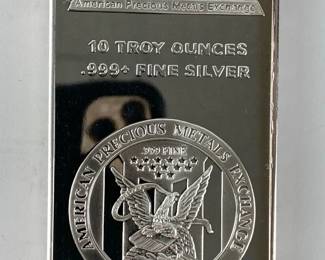 American Precious Metals Exchange
10 TROY OUNCES
.999+ FINE SILVER
AMERICAN PRECIOUS METALS EXCHANGE
.999 FINE